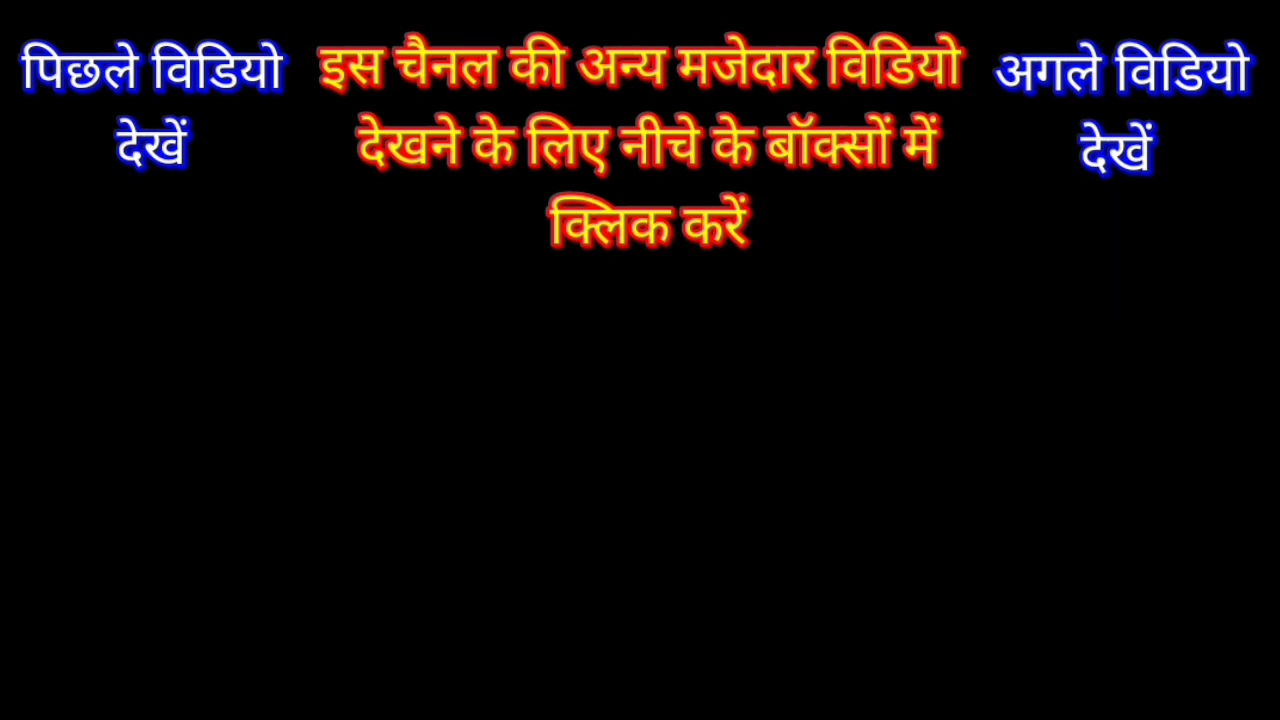 पिछले विडियो
देखें
इस चैनल की अन्य मजेदार विडियो
देखने के लिए नीचे के बॉक्सों में
क्लिक करें
अगले विडियो
देखें